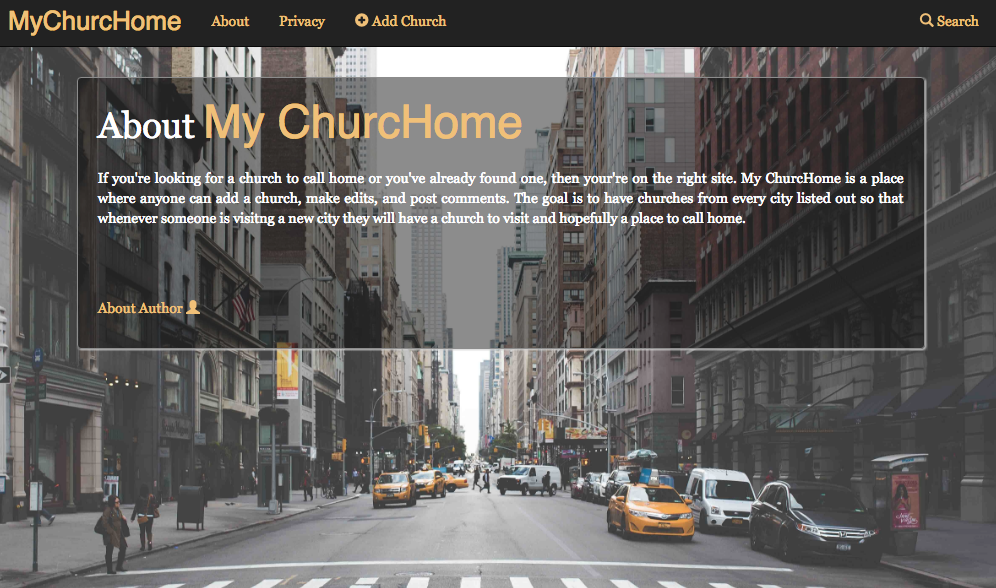 MyChurcHome About Privacy Add Church Search
About My ChurcHome
If you're looking for a church to call home or you've already found one, then your're on the right site. My ChurcHome is a place
where anyone can add a church, make edits, and post comments. The goal is to have churches from every city listed out so that
whenever someone is visitng a new city they will have a church to visit and hopefully a place to call home.
About Author